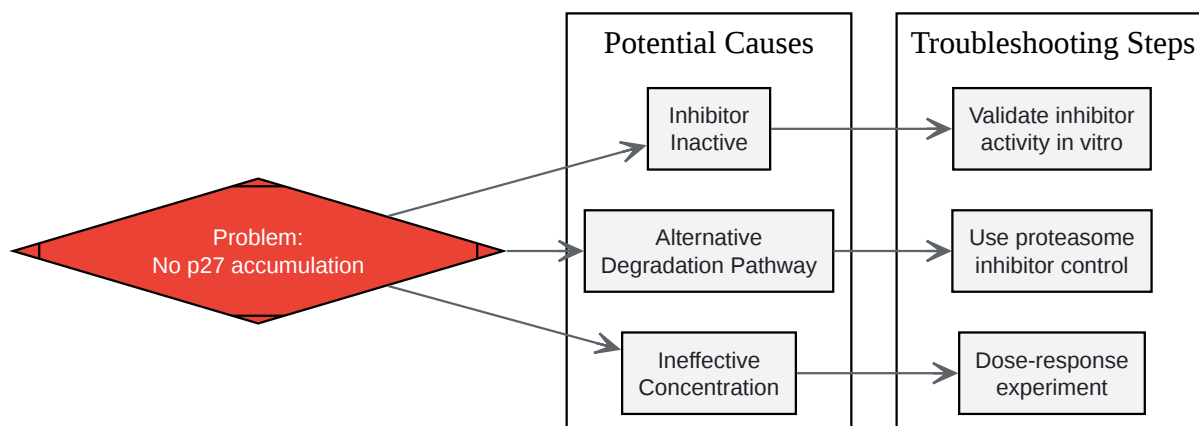 Potential Causes
Troubleshooting Steps
Inhibitor
Inactive
Validate inhibitor
activity in vitro
Problem:
No p27 accumulation
Alternative
Degradation Pathway
Use proteasome
inhibitor control
Ineffective
Concentration
Dose-response
experiment